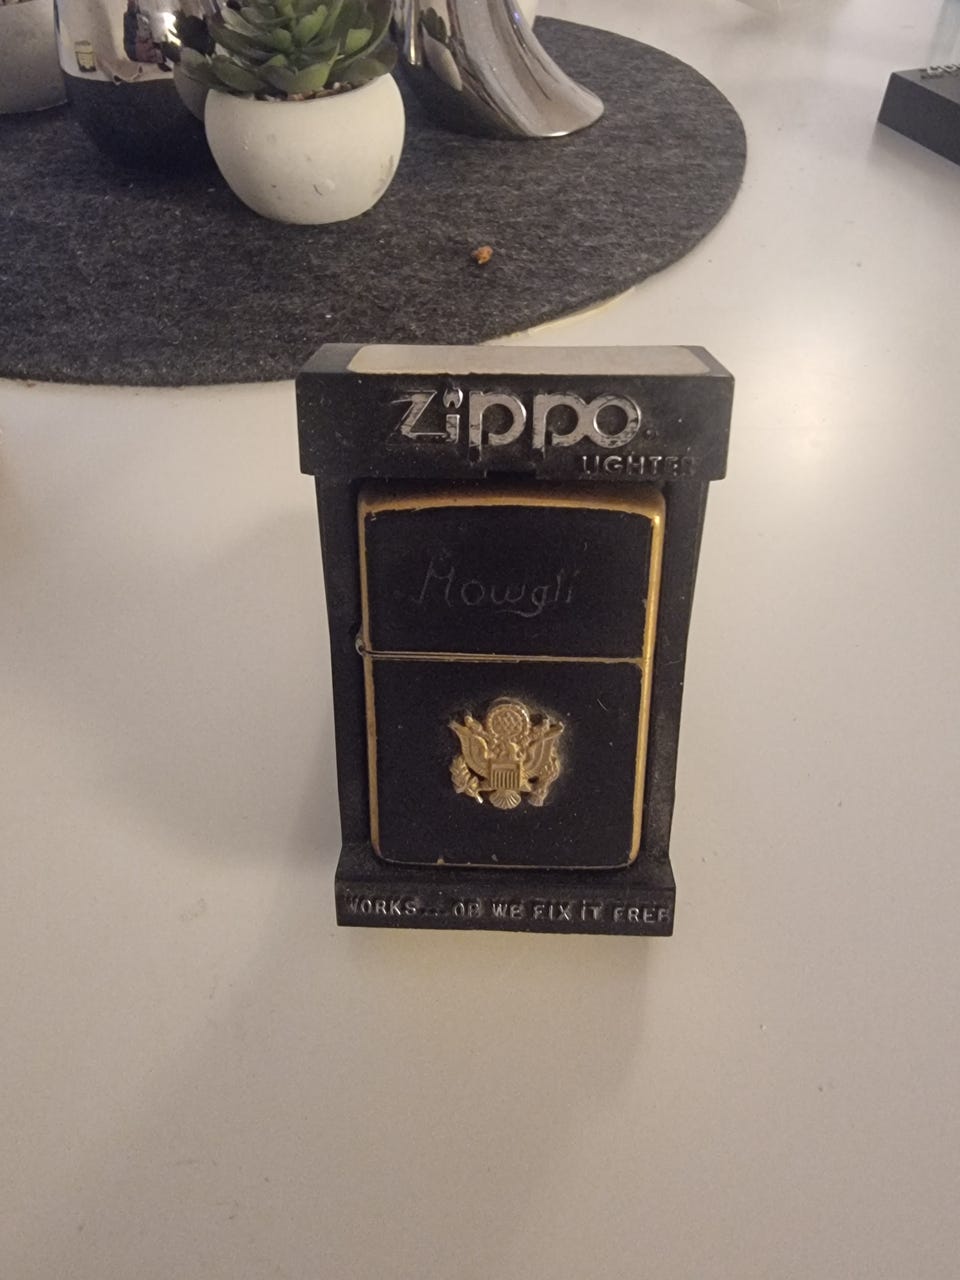 Zippo
LIGHTER
Mowgli
WORKS... OR WE FIX IT FREE